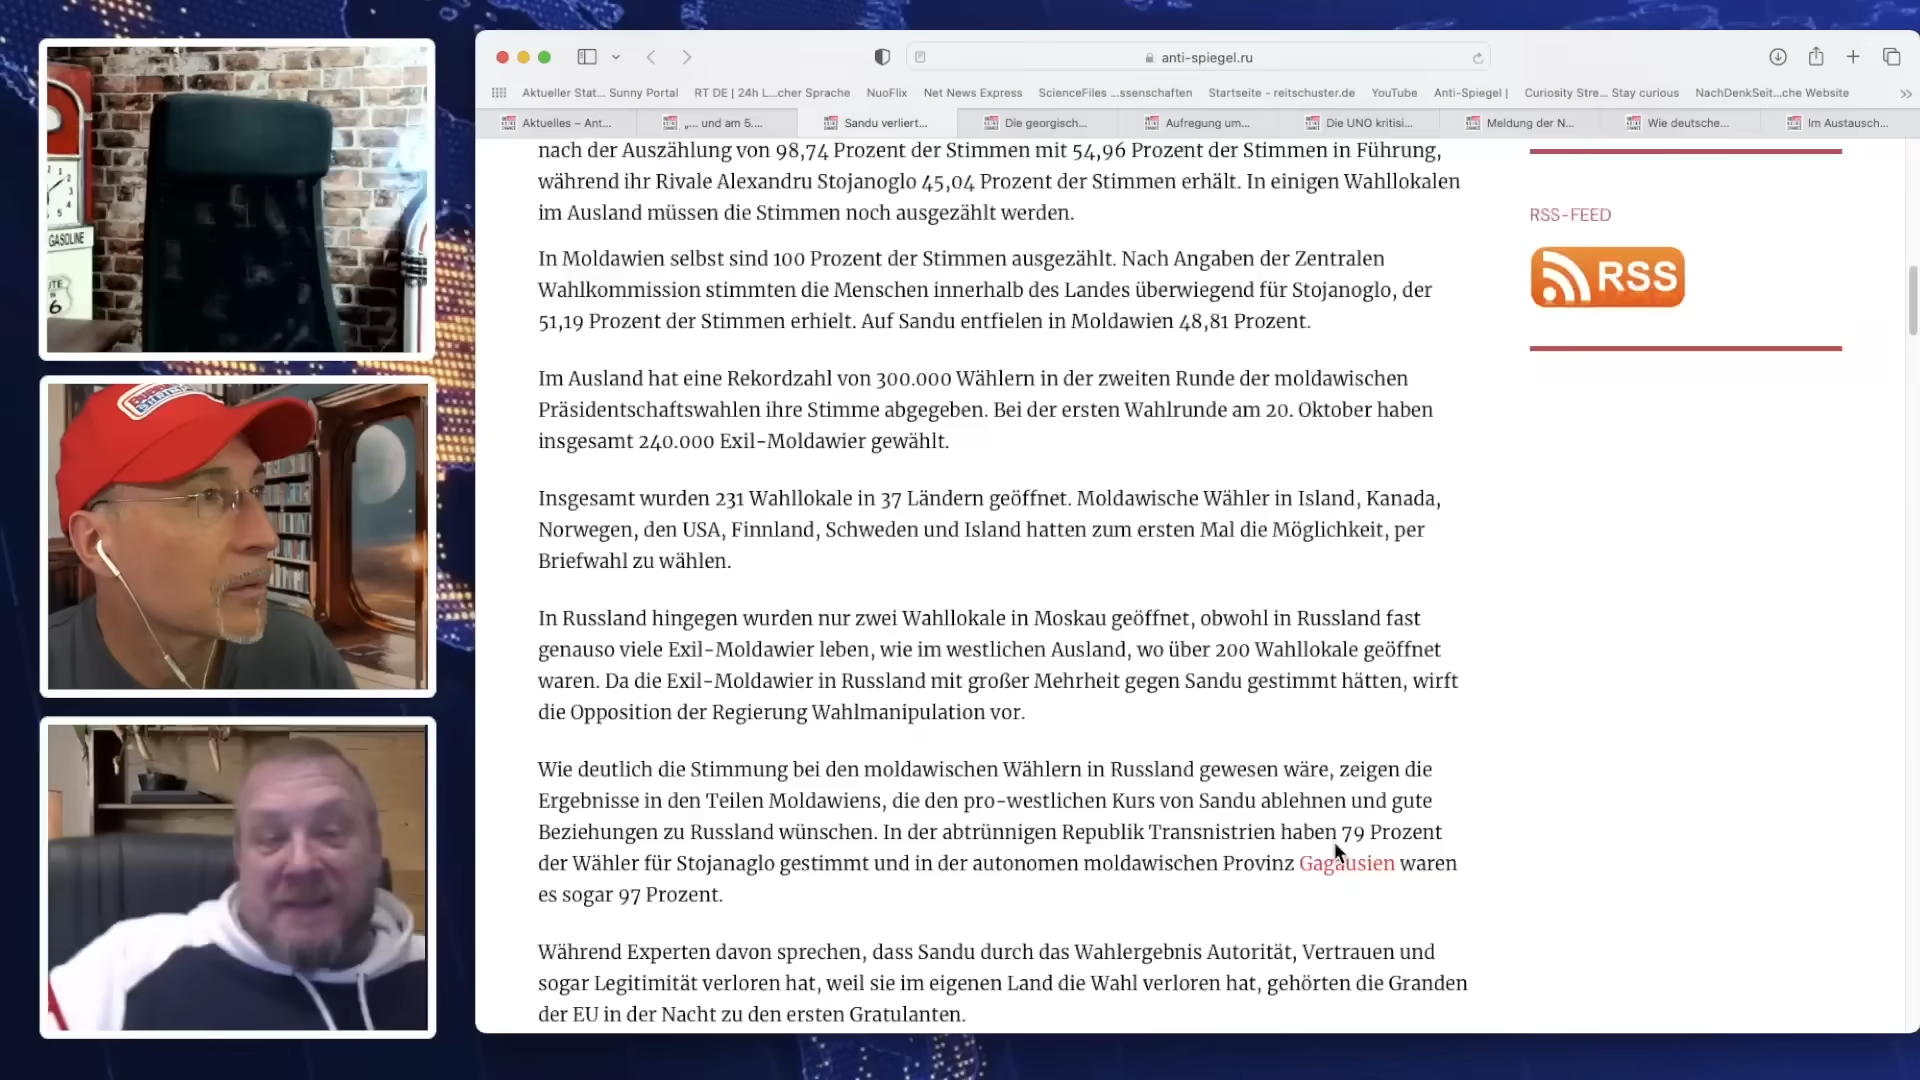 anti-spiegel.ru
Aktueller Stat... Sunny Portal
RT DE | 24h L...cher Sprache
NuoFlix
Net News Express
ScienceFiles ...ssenschaften
Startseite - reitschuster.de
YouTube
Anti-Spiegel |
Curiosity Stre... Stay curious
NachDenkSeit...che Website
Aktuelles – Ant...
„... und am 5....
Sandu verliert...
Die georgisch...
Aufregung um...
Die UNO kritisi...
Meldung der N...
Wie deutsche...
Im Austausch...
nach der Auszählung von 98,74 Prozent der Stimmen mit 54,96 Prozent der Stimmen in Führung,
während ihr Rivale Alexandru Stojanoglo 45,04 Prozent der Stimmen erhält. In einigen Wahllokalen
im Ausland müssen die Stimmen noch ausgezählt werden.
In Moldawien selbst sind 100 Prozent der Stimmen ausgezählt. Nach Angaben der Zentralen
Wahlkommission stimmten die Menschen innerhalb des Landes überwiegend für Stojanoglo, der
51,19 Prozent der Stimmen erhielt. Auf Sandu entfielen in Moldawien 48,81 Prozent.
Im Ausland hat eine Rekordzahl von 300.000 Wählern in der zweiten Runde der moldawischen
Präsidentschaftswahlen ihre Stimme abgegeben. Bei der ersten Wahlrunde am 20. Oktober haben
insgesamt 240.000 Exil-Moldawier gewählt.
Insgesamt wurden 231 Wahllokale in 37 Ländern geöffnet. Moldawische Wähler in Island, Kanada,
Norwegen, den USA, Finnland, Schweden und Island hatten zum ersten Mal die Möglichkeit, per
Briefwahl zu wählen.
In Russland hingegen wurden nur zwei Wahllokale in Moskau geöffnet, obwohl in Russland fast
genauso viele Exil-Moldawier leben, wie im westlichen Ausland, wo über 200 Wahllokale geöffnet
waren. Da die Exil-Moldawier in Russland mit großer Mehrheit gegen Sandu gestimmt hätten, wirft
die Opposition der Regierung Wahlmanipulation vor.
Wie deutlich die Stimmung bei den moldawischen Wählern in Russland gewesen wäre, zeigen die
Ergebnisse in den Teilen Moldawiens, die den pro-westlichen Kurs von Sandu ablehnen und gute
Beziehungen zu Russland wünschen. In der abtrünnigen Republik Transnistrien haben 79 Prozent
der Wähler für Stojanaglo gestimmt und in der autonomen moldawischen Provinz Gagausien waren
es sogar 97 Prozent.
Während Experten davon sprechen, dass Sandu durch das Wahlergebnis Autorität, Vertrauen und
sogar Legitimität verloren hat, weil sie im eigenen Land die Wahl verloren hat, gehörten die Granden
der EU in der Nacht zu den ersten Gratulanten.
RSS-FEED
RSS
GASOLINE
6